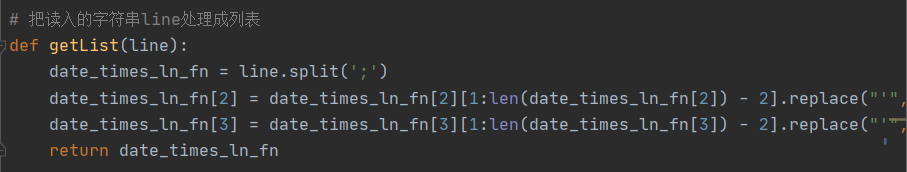 # 把读入的字符串line处理成列表
def getList(line):
    date_times_ln_fn = line.split(';')
    date_times_ln_fn[2] = date_times_ln_fn[2][1:len(date_times_ln_fn[2]) - 2].replace("'",
    date_times_ln_fn[3] = date_times_ln_fn[3][1:len(date_times_ln_fn[3]) - 2].replace("'",
    return date_times_ln_fn